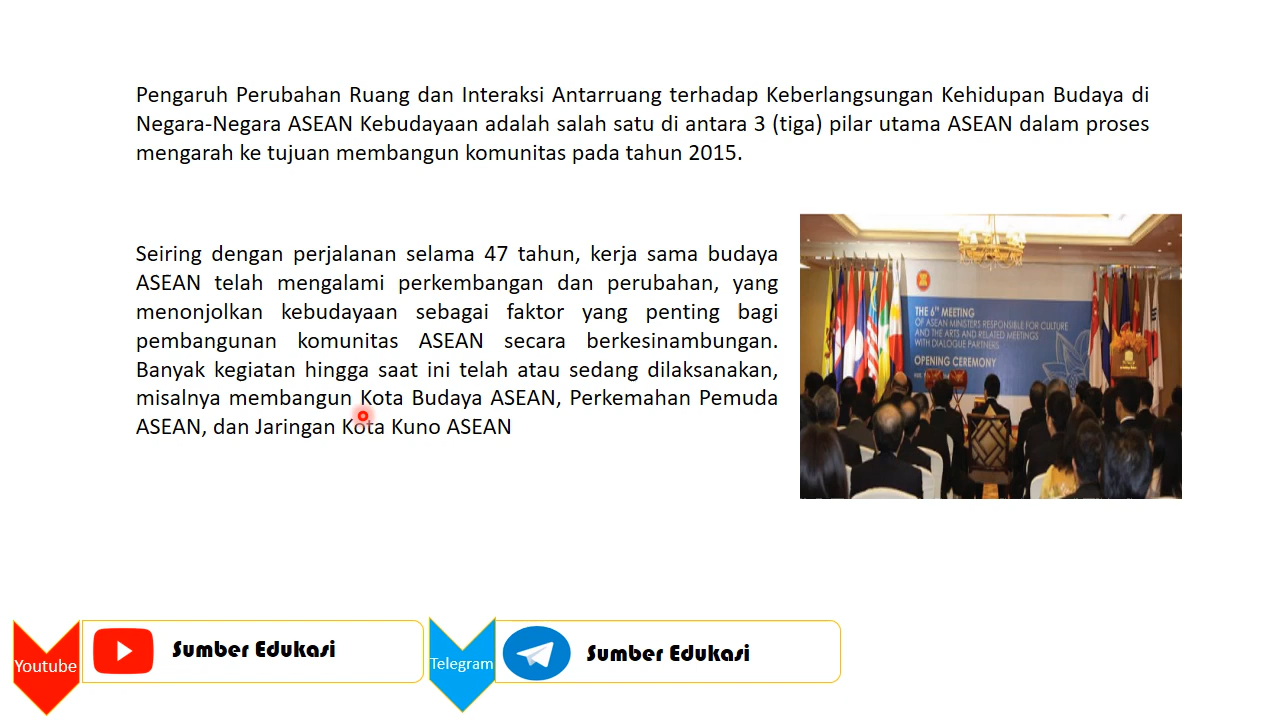 Pengaruh Perubahan Ruang dan Interaksi Antarruang terhadap Keberlangsungan Kehidupan Budaya di
Negara-Negara ASEAN Kebudayaan adalah salah satu di antara 3 (tiga) pilar utama ASEAN dalam proses
mengarah ke tujuan membangun komunitas pada tahun 2015.
Seiring dengan perjalanan selama 47 tahun, kerja sama budaya
ASEAN telah mengalami perkembangan dan perubahan, yang
menonjolkan kebudayaan sebagai faktor yang penting bagi
pembangunan komunitas ASEAN secara berkesinambungan.
Banyak kegiatan hingga saat ini telah atau sedang dilaksanakan,
misalnya membangun Kota Budaya ASEAN, Perkemahan Pemuda
ASEAN, dan Jaringan Kota Kuno ASEAN
THE 6TH MEETING
OF ASEAN MINISTERS RESPONSIBLE FOR CULTURE
AND THE ARTS AND RELATED MEETINGS
WITH DIALOGUE PARTNERS
OPENING CEREMONY
Youtube
Sumber Edukasi
Telegram
Sumber Edukasi